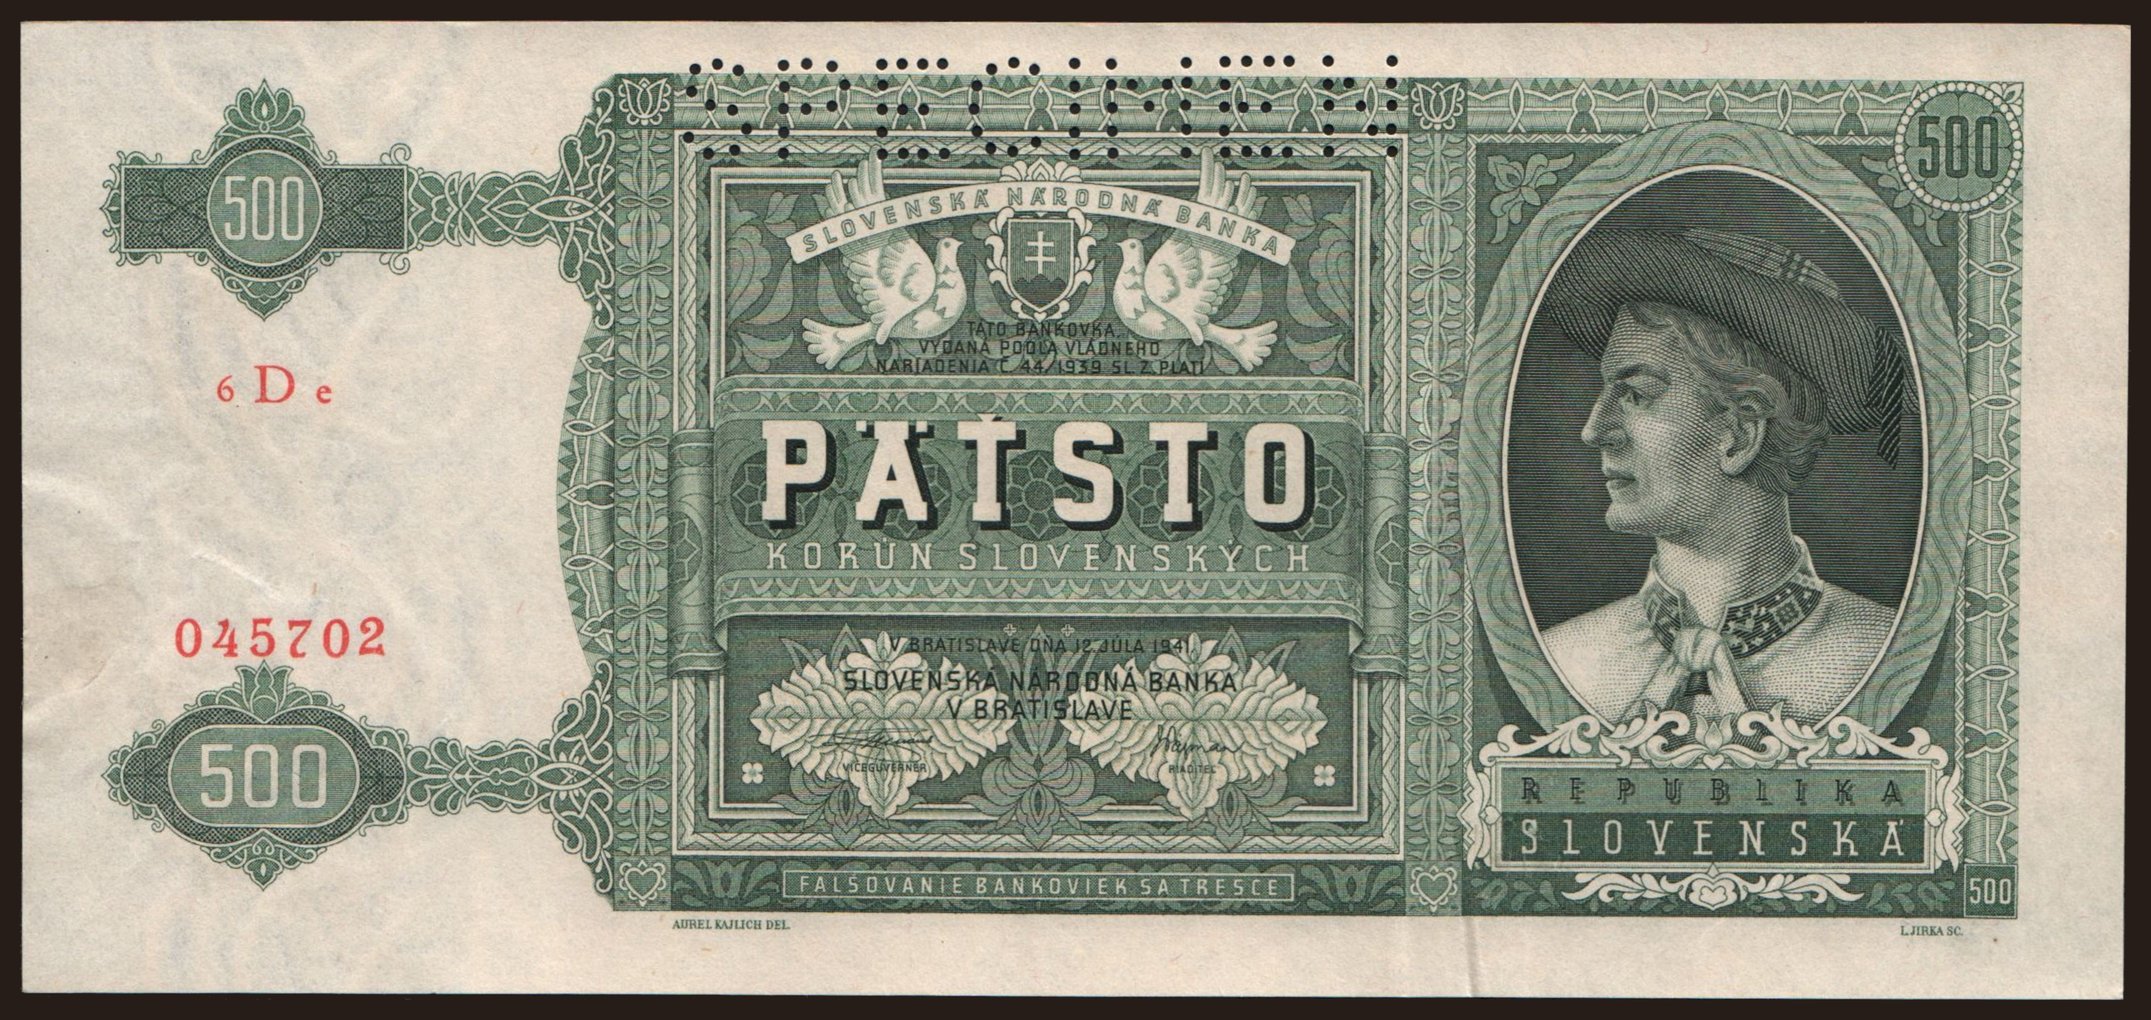 SPECIMEN
500
500
SLOVENSKÁ NÁRODNÁ BANKA
TÁTO BANKOVKA,
VYDANÁ PODĽA VLÁDNEHO
NARIADENIA Č. 44/1939 SL. Z. PLATÍ
6 D e
PÄŤSTO
KORÚN SLOVENSKÝCH
045702
V BRATISLAVE DŇA 12. JÚLA 1941.
SLOVENSKÁ NÁRODNÁ BANKA
V BRATISLAVE
VICEGUVERNÉR
RIADITEĽ
500
REPUBLIKA
SLOVENSKÁ
FALŠOVANIE BANKOVIEK SA TRESCE
500
AUREL KAJLICH DEL.
I. JIRKA SC.